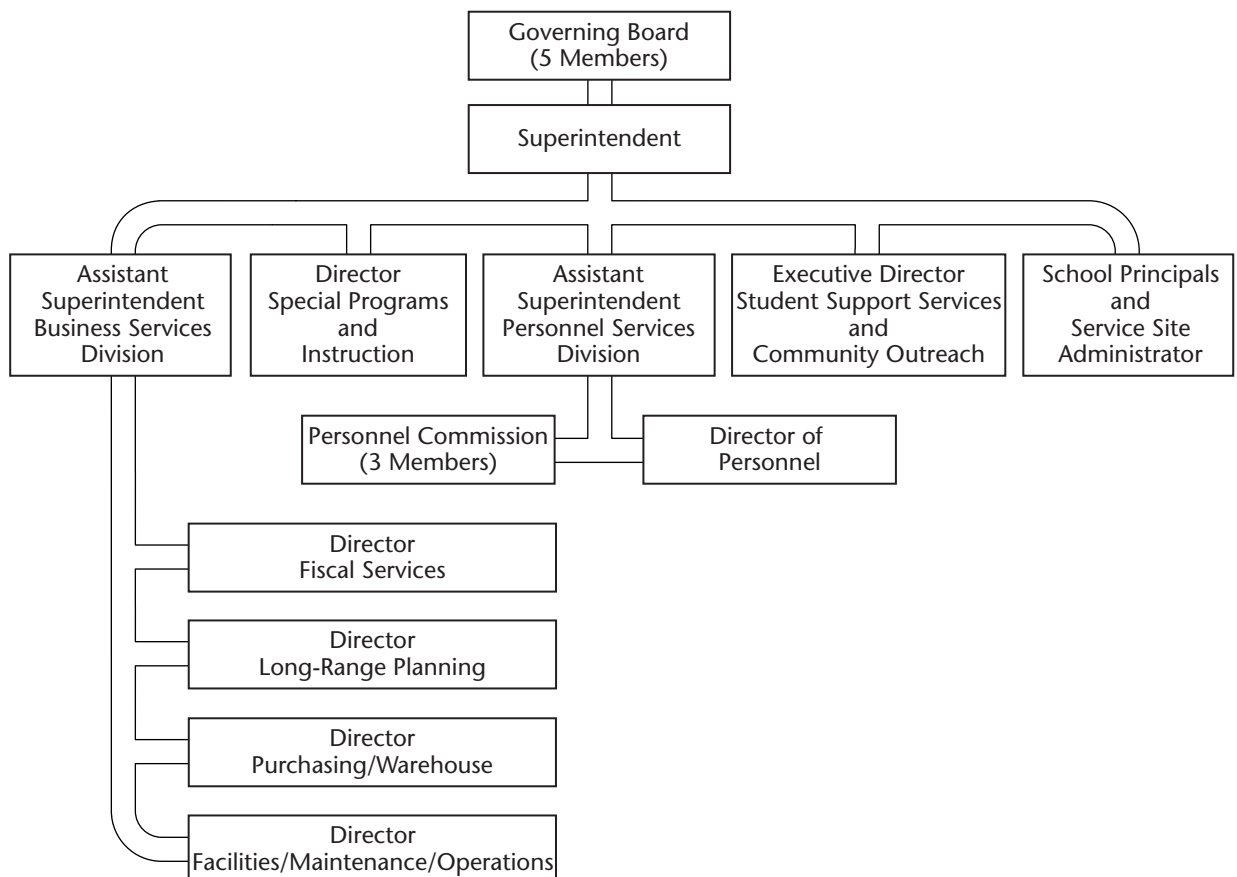 Governing Board
(5 Members)
Superintendent
Assistant
Superintendent
Business Services
Division
Director
Special Programs
and
Instruction
Assistant
Superintendent
Personnel Services
Division
Executive Director
Student Support Services
and
Community Outreach
School Principals
and
Service Site
Administrator
Personnel Commission
(3 Members)
Director of
Personnel
Director
Fiscal Services
Director
Long-Range Planning
Director
Purchasing/Warehouse
Director
Facilities/Maintenance/Operations